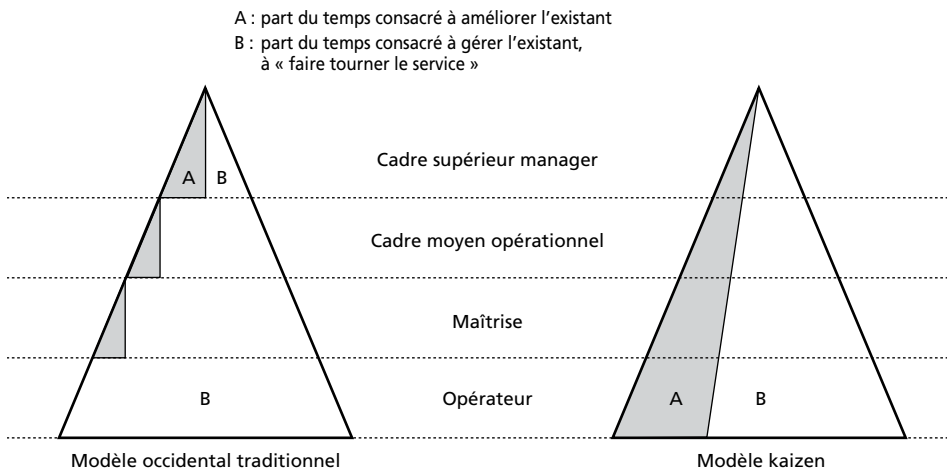 A : part du temps consacré à améliorer l’existant
B : part du temps consacré à gérer l’existant,
à « faire tourner le service »
Cadre supérieur manager
A B
Cadre moyen opérationnel
Maîtrise
B
Opérateur
A B
Modèle occidental traditionnel
Modèle kaizen